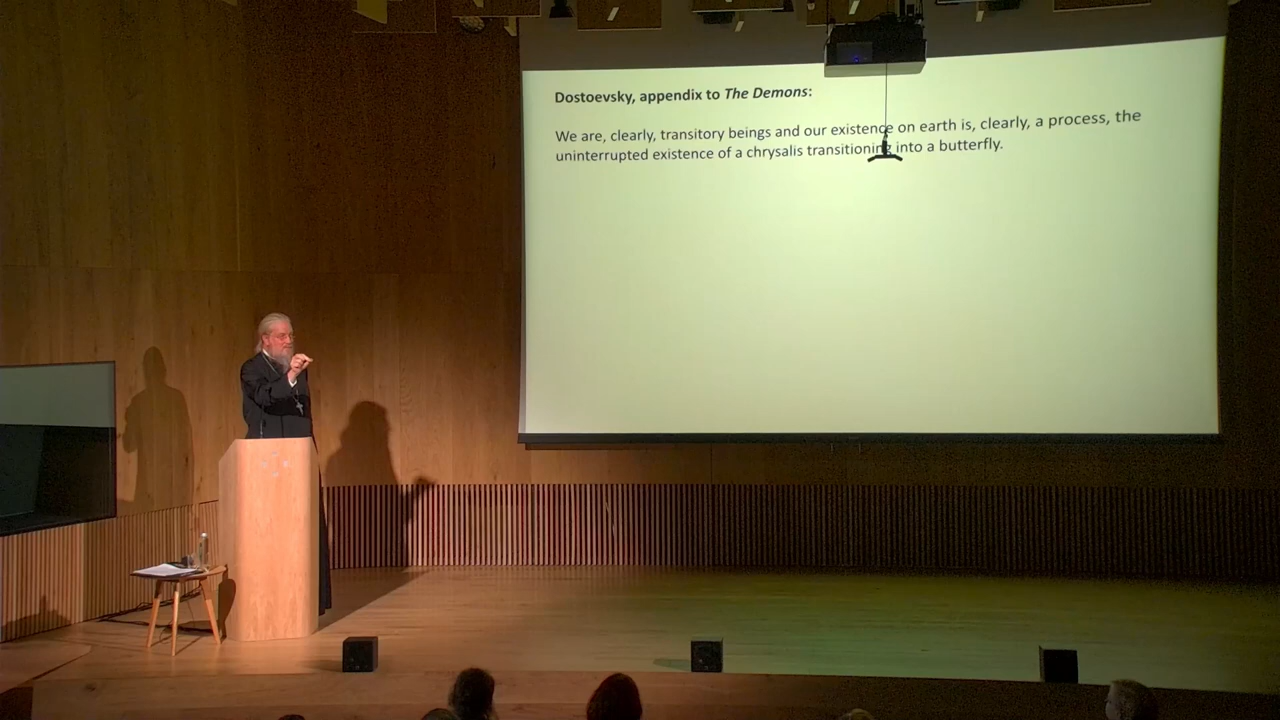 Dostoevsky, appendix to The Demons:
We are, clearly, transitory beings and our existence on earth is, clearly, a process, the
uninterrupted existence of a chrysalis transitioning into a butterfly.